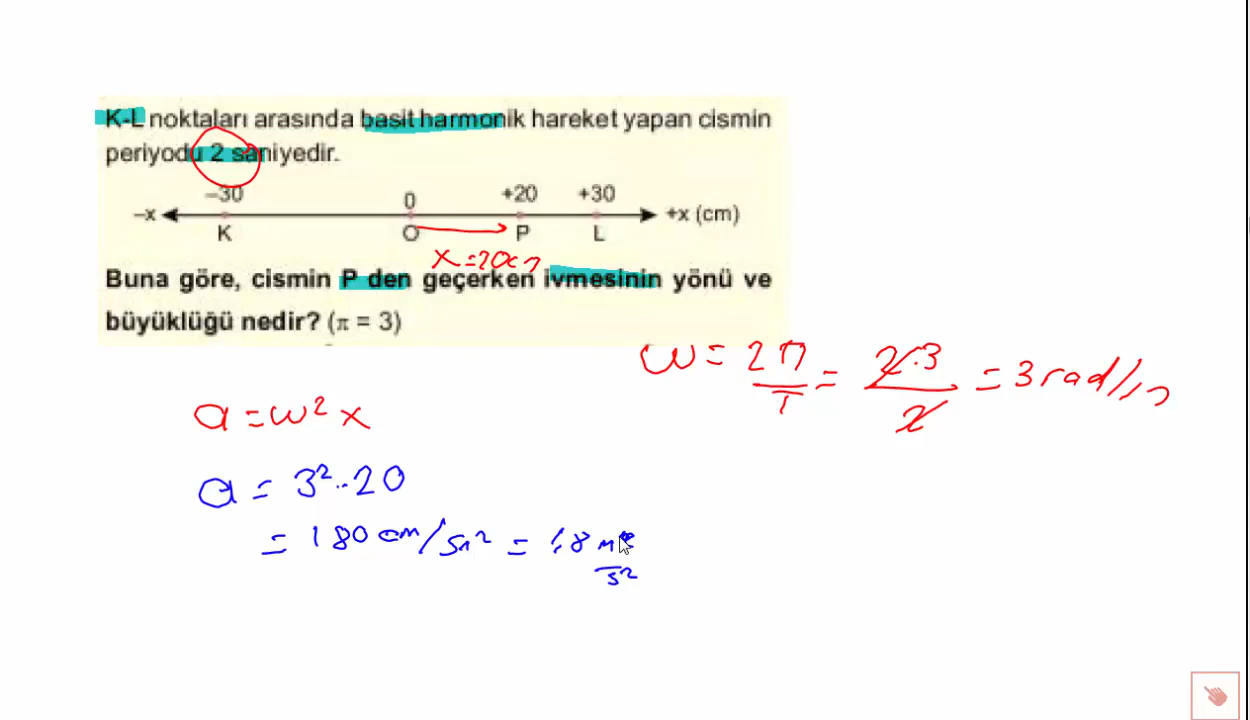 K-L noktaları arasında basit harmonik hareket yapan cismin
periyodu 2 saniyedir.
-30 0 +20 +30
-x +x (cm)
K O P L
x=20cm
Buna göre, cismin P den geçerken ivmesinin yönü ve
büyüklüğü nedir? (π = 3)
ω = 2π/T = 2.3/2 = 3 rad/sn
a = ω² x
a = 3²..20
= 180 cm/sn² = 1,8 m/s²